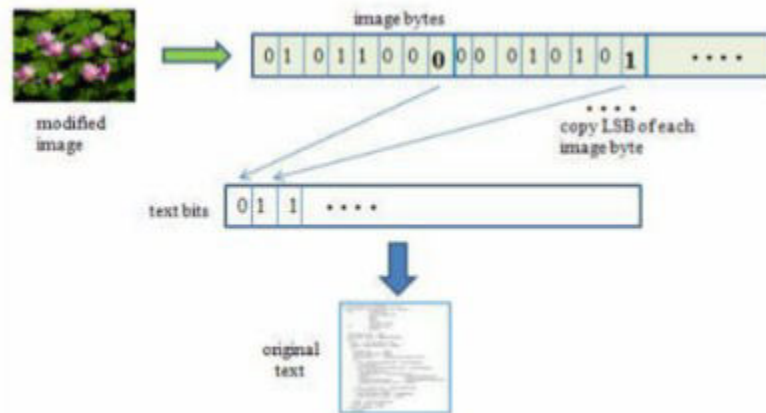 image bytes
0 1 0 1 1 0 0 0 0 0 0 1 0 1 0 1 • • • •
modified
image
• • • •
copy LSB of each
image byte
text bits
0 1 1 • • • •
original
text